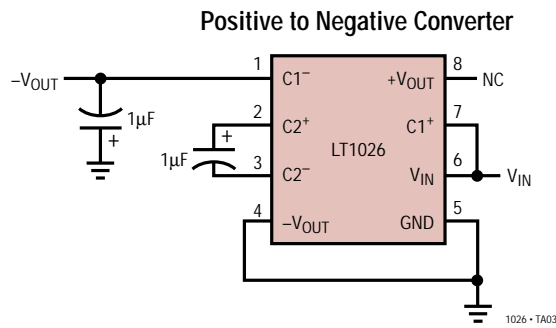 Positive to Negative Converter
–VOUT
1µF
+
1µF
+
1
2
3
4
C1–
C2+
C2–
–VOUT
LT1026
+VOUT
C1+
VIN
GND
8
7
6
5
NC
VIN
1026 • TA03